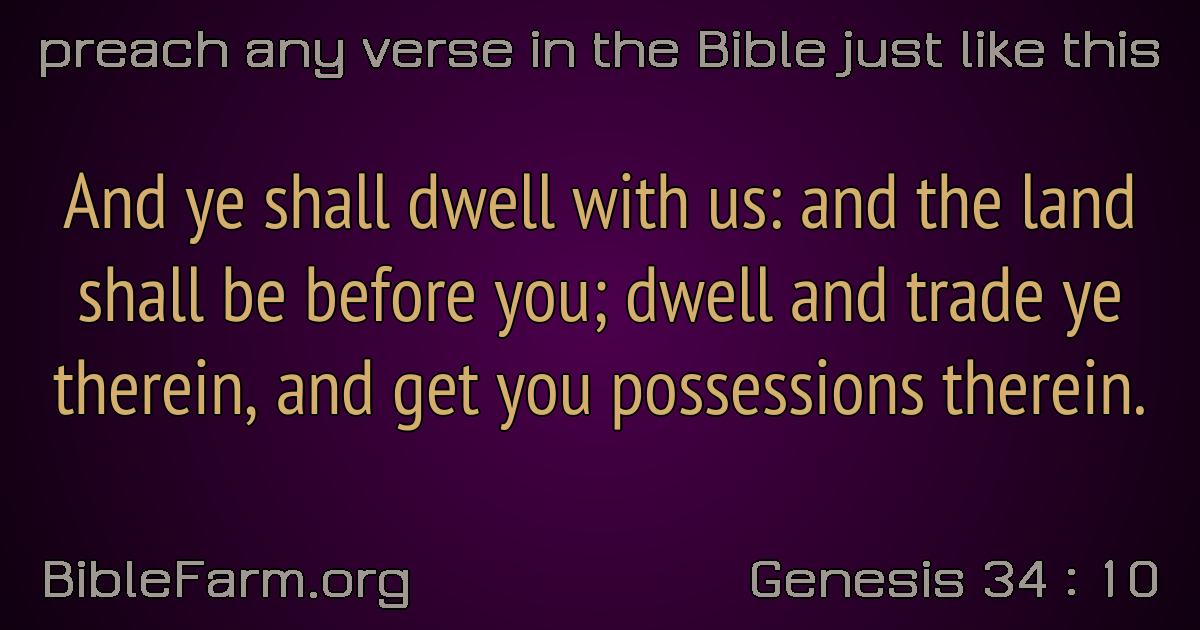 preach any verse in the Bible just like this
And ye shall dwell with us: and the land
shall be before you; dwell and trade ye
therein, and get you possessions therein.
BibleFarm.org
Genesis 34 : 10